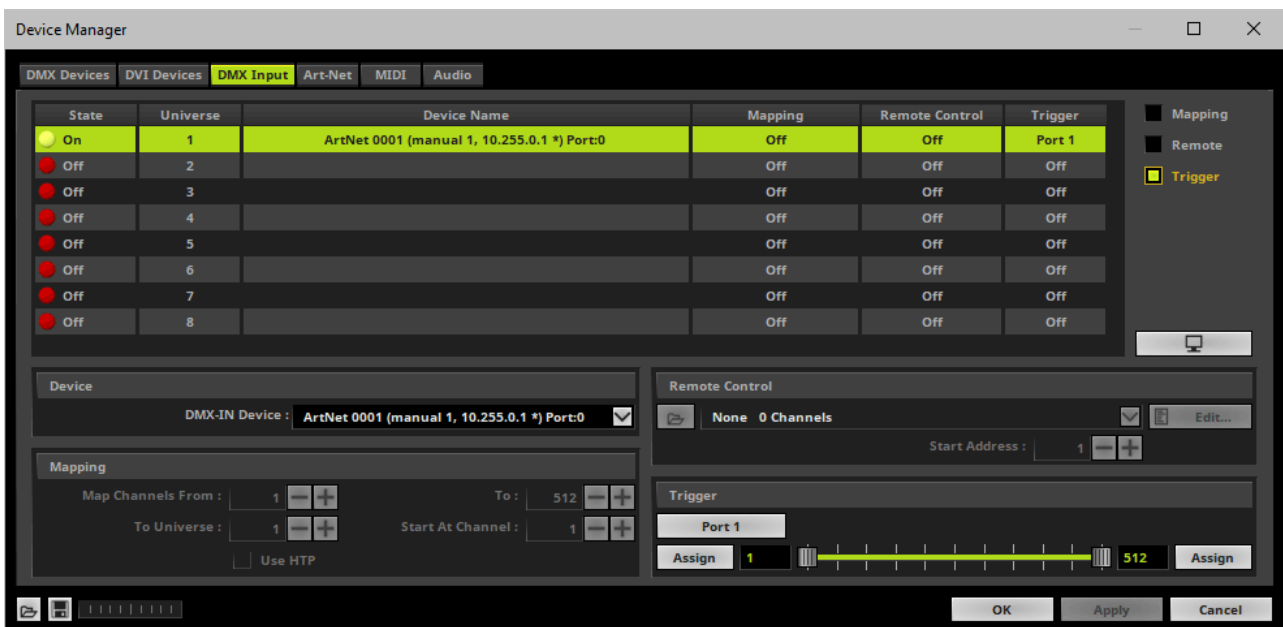 Device Manager
DMX Devices DVI Devices DMX Input Art-Net MIDI Audio
State Universe Device Name Mapping Remote Control Trigger
On 1 ArtNet 0001 (manual 1, 10.255.0.1 *) Port:0 Off Off Port 1
Off 2 Off Off Off
Off 3 Off Off Off
Off 4 Off Off Off
Off 5 Off Off Off
Off 6 Off Off Off
Off 7 Off Off Off
Off 8 Off Off Off
Mapping
Remote
Trigger
Device
DMX-IN Device : ArtNet 0001 (manual 1, 10.255.0.1 *) Port:0
Mapping
Map Channels From : 1 To : 512
To Universe : 1 Start At Channel : 1
Use HTP
Remote Control
None 0 Channels Edit...
Start Address : 1
Trigger
Port 1
Assign 1 512 Assign
OK Apply Cancel